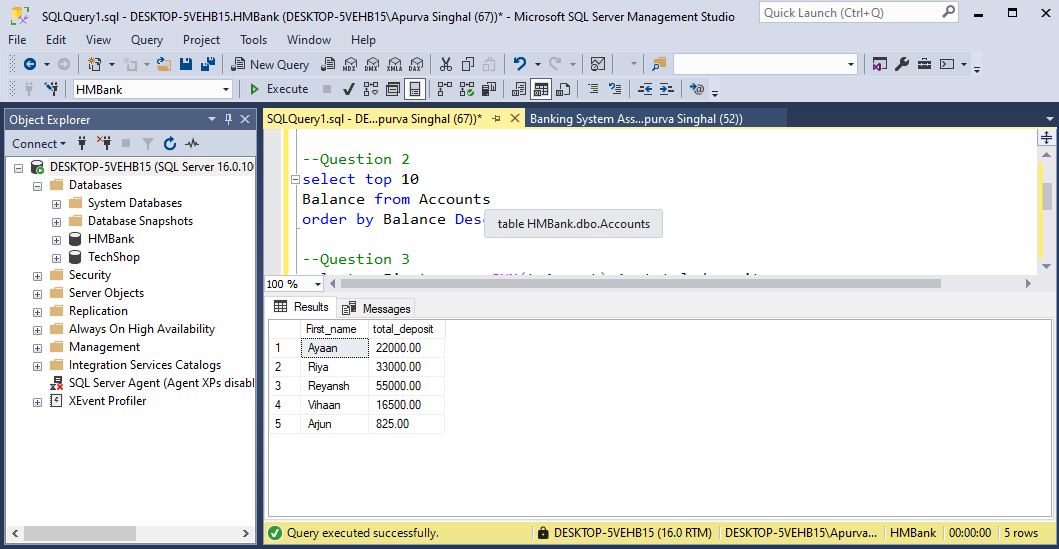 SQLQuery1.sql - DESKTOP-5VEHB15.HMBank (DESKTOP-5VEHB15\Apurva Singhal (67))* - Microsoft SQL Server Management Studio
Quick Launch (Ctrl+Q)
File Edit View Query Project Tools Window Help
New Query MDX DMX XMLA DAX
HMBank Execute
Object Explorer
SQLQuery1.sql - DE...purva Singhal (67))* Banking System Ass...purva Singhal (52))
Connect
DESKTOP-5VEHB15 (SQL Server 16.0.10
Databases
System Databases
Database Snapshots
HMBank
TechShop
Security
Server Objects
Replication
Always On High Availability
Management
Integration Services Catalogs
SQL Server Agent (Agent XPs disabl
XEvent Profiler
--Question 2
select top 10
Balance from Accounts
order by Balance Des
table HMBank.dbo.Accounts
--Question 3
100 %
Results Messages
First_name total_deposit
1 Ayaan 22000.00
2 Riya 33000.00
3 Reyansh 55000.00
4 Vihaan 16500.00
5 Arjun 825.00
Query executed successfully. DESKTOP-5VEHB15 (16.0 RTM) DESKTOP-5VEHB15\Apurva... HMBank 00:00:00 5 rows